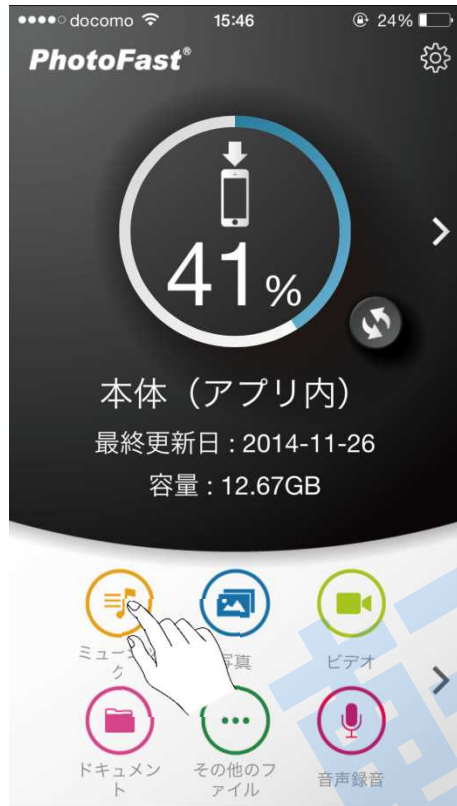 docomo 15:46 24%
PhotoFast®
41%
本体（アプリ内）
最終更新日 : 2014-11-26
容量 : 12.67GB
ミュージッ
ク
写真
ビデオ
ドキュメン
ト
その他のフ
ァイル
音声録音